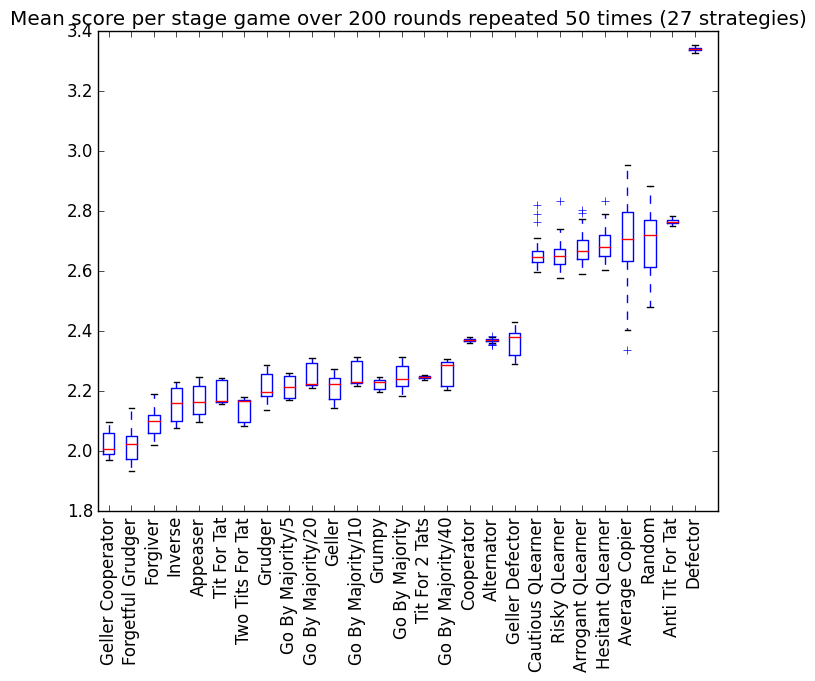 Mean score per stage game over 200 rounds repeated 50 times (27 strategies)
3.4
3.2
3.0
2.8
2.6
2.4
2.2
2.0
1.8
Geller Cooperator
Forgetful Grudger
Forgiver
Inverse
Appeaser
Tit For Tat
Two Tits For Tat
Grudger
Go By Majority/5
Go By Majority/20
Geller
Go By Majority/10
Grumpy
Go By Majority
Tit For 2 Tats
Go By Majority/40
Cooperator
Alternator
Geller Defector
Cautious QLearner
Risky QLearner
Arrogant QLearner
Hesitant QLearner
Average Copier
Random
Anti Tit For Tat
Defector